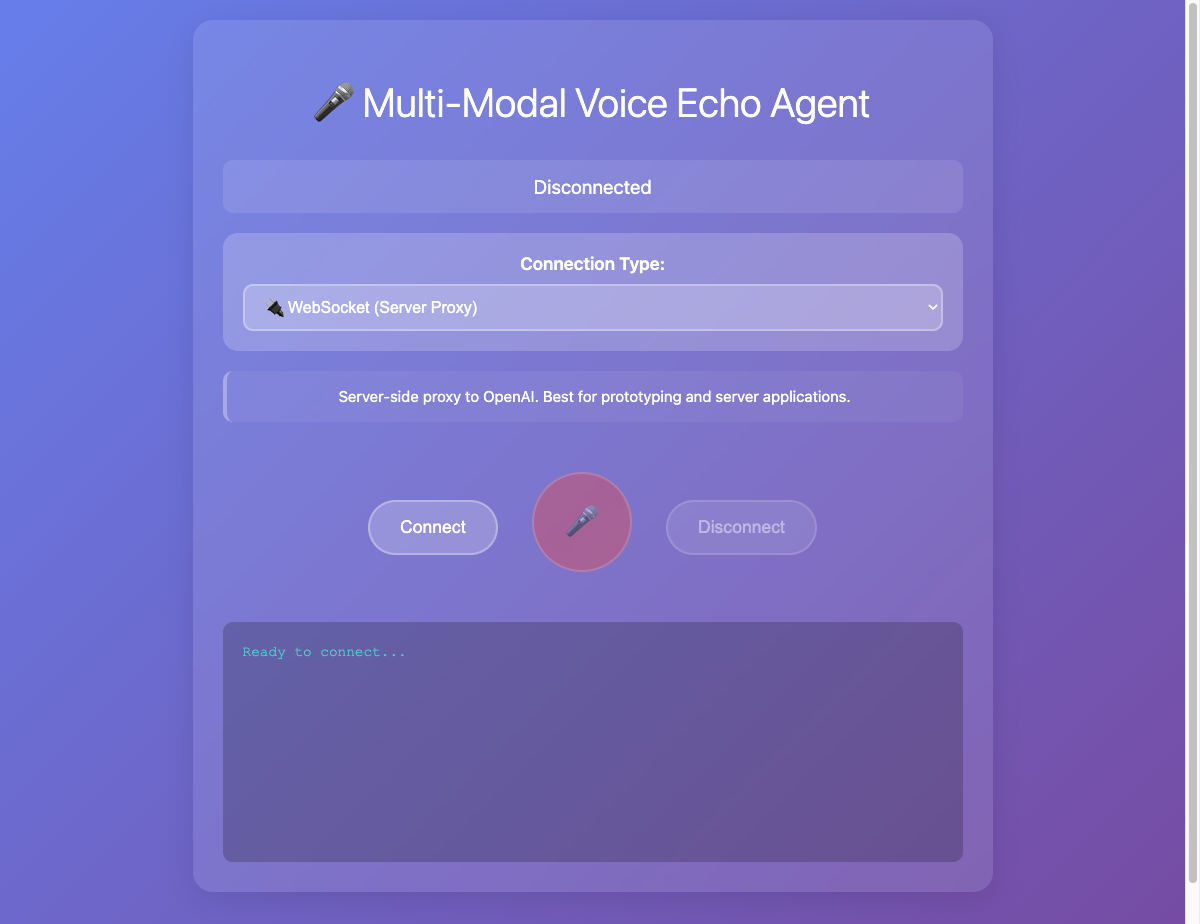 🎤 Multi-Modal Voice Echo Agent
Disconnected
Connection Type:
🔌 WebSocket (Server Proxy)
Server-side proxy to OpenAI. Best for prototyping and server applications.
Connect
🎤
Disconnect
Ready to connect...